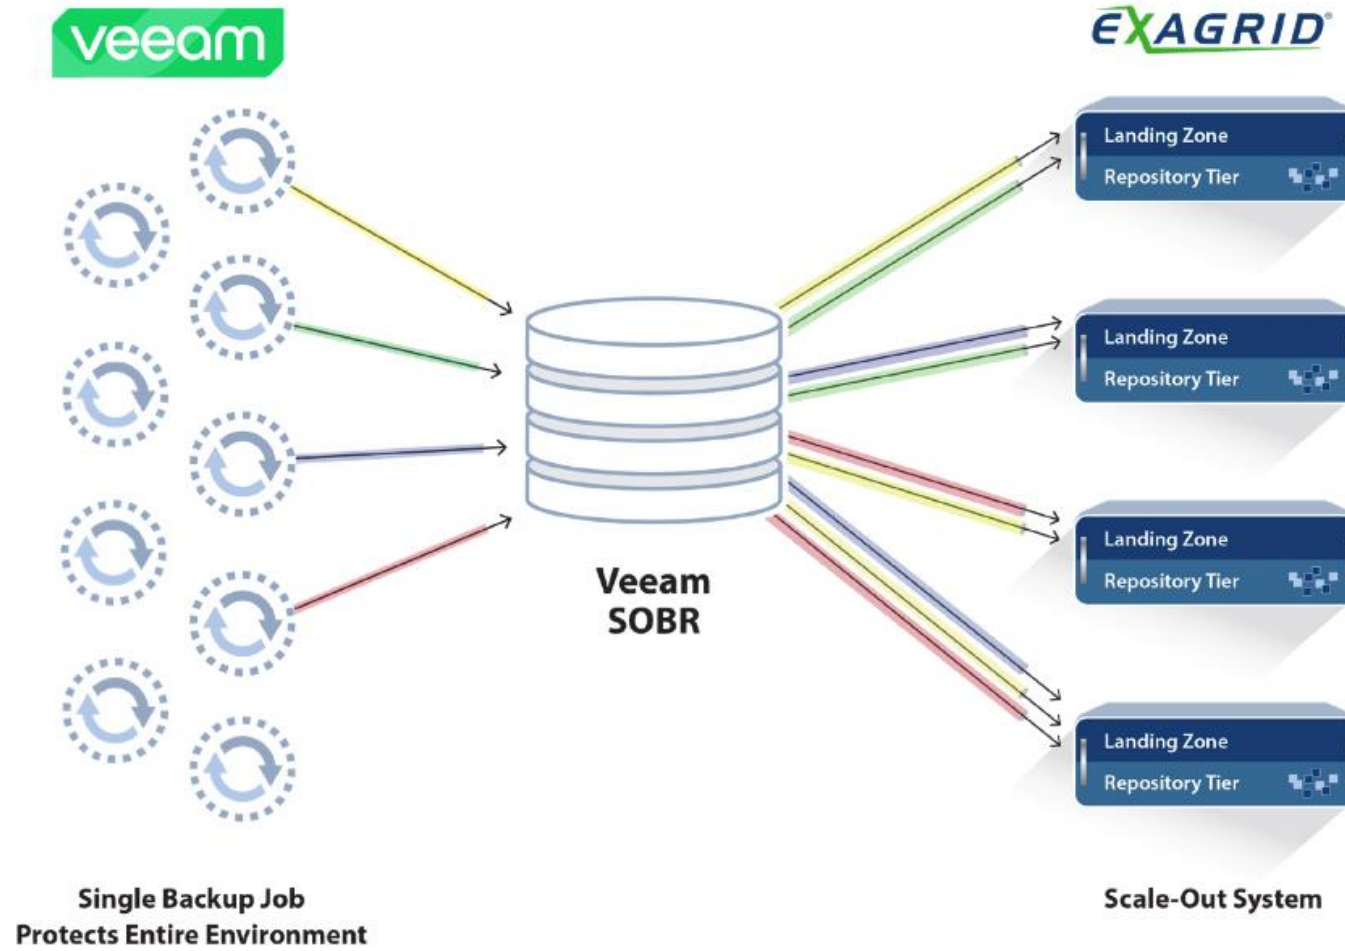 veeam
EXAGRID®
Landing Zone
Repository Tier
Landing Zone
Repository Tier
Veeam
SOBR
Landing Zone
Repository Tier
Landing Zone
Repository Tier
Single Backup Job
Protects Entire Environment
Scale-Out System